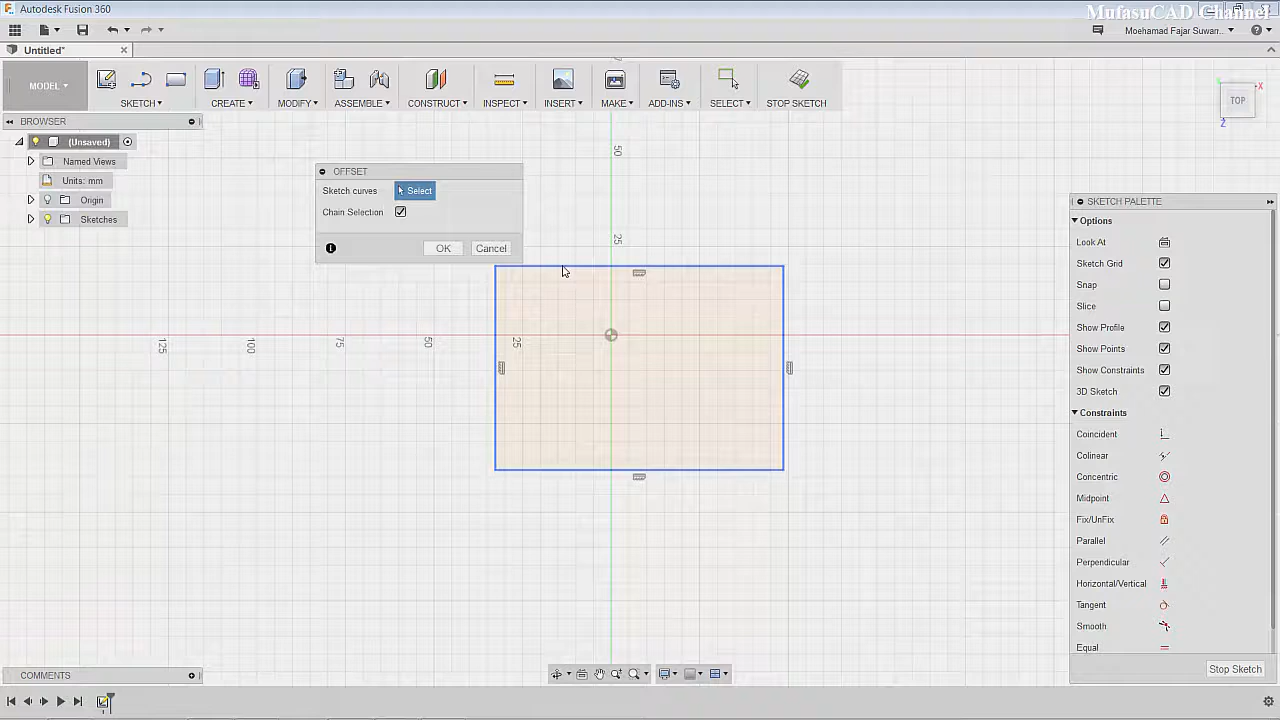 Autodesk Fusion 360
MufasuCAD Channel
Moehamad Fajar Suwan..
Untitled*
MODEL
SKETCH
CREATE
MODIFY
ASSEMBLE
CONSTRUCT
INSPECT
INSERT
MAKE
ADD-INS
SELECT
STOP SKETCH
BROWSER
(Unsaved)
Named Views
Units: mm
Origin
Sketches
OFFSET
Sketch curves Select
Chain Selection
OK Cancel
TOP
X
Z
50
25
125
100
75
50
25
SKETCH PALETTE
Options
Look At
Sketch Grid
Snap
Slice
Show Profile
Show Points
Show Constraints
3D Sketch
Constraints
Coincident
Colinear
Concentric
Midpoint
Fix/UnFix
Parallel
Perpendicular
Horizontal/Vertical
Tangent
Smooth
Equal
Stop Sketch
COMMENTS